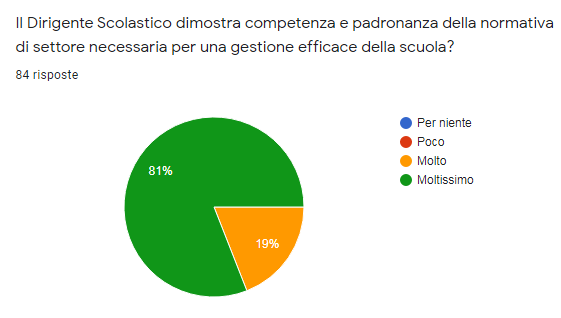 Il Dirigente Scolastico dimostra competenza e padronanza della normativa
di settore necessaria per una gestione efficace della scuola?
84 risposte
Per niente
Poco
Molto
Moltissimo
81%
19%